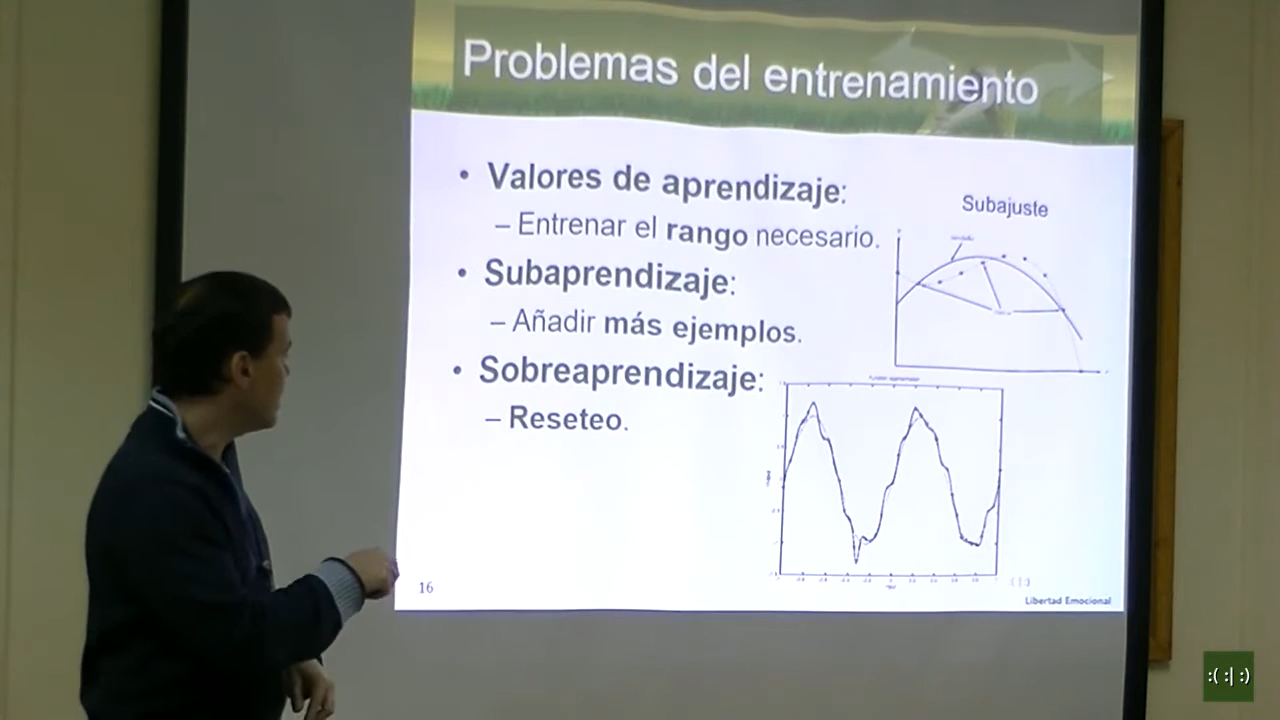 Problemas del entrenamiento
• Valores de aprendizaje:
– Entrenar el rango necesario.
• Subaprendizaje:
– Añadir más ejemplos.
• Sobreaprendizaje:
– Reseteo.
Subajuste
16
:( :| :)
Libertad Emocional
:( :| :)